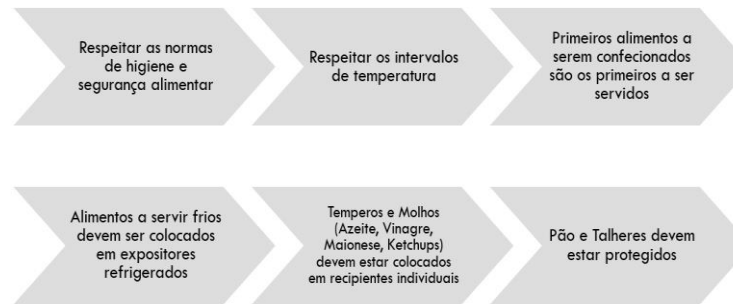 Respeitar as normas
de higiene e
segurança alimentar
Respeitar os intervalos
de temperatura
Primeiros alimentos a
serem confecionados
são os primeiros a ser
servidos
Alimentos a servir frios
devem ser colocados
em expositores
refrigerados
Temperos e Molhos
(Azeite, Vinagre,
Maionese, Ketchups)
devem estar colocados
em recipientes individuais
Pão e Talheres devem
estar protegidos